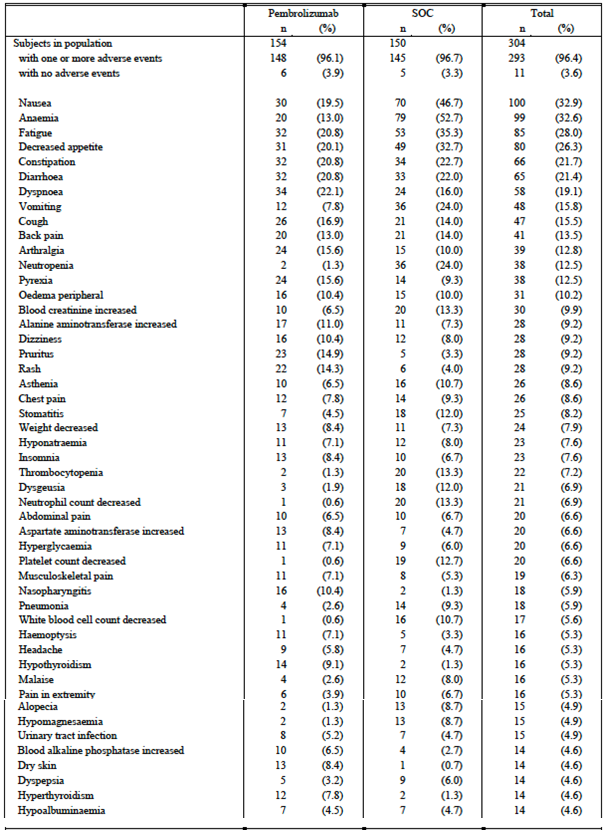 Pembrolizumab SOC Total
n (%) n (%) n (%)
Subjects in population 154 150 304
with one or more adverse events 148 (96.1) 145 (96.7) 293 (96.4)
with no adverse events 6 (3.9) 5 (3.3) 11 (3.6)
Nausea 30 (19.5) 70 (46.7) 100 (32.9)
Anaemia 20 (13.0) 79 (52.7) 99 (32.6)
Fatigue 32 (20.8) 53 (35.3) 85 (28.0)
Decreased appetite 31 (20.1) 49 (32.7) 80 (26.3)
Constipation 32 (20.8) 34 (22.7) 66 (21.7)
Diarrhoea 32 (20.8) 33 (22.0) 65 (21.4)
Dyspnoea 34 (22.1) 24 (16.0) 58 (19.1)
Vomiting 12 (7.8) 36 (24.0) 48 (15.8)
Cough 26 (16.9) 21 (14.0) 47 (15.5)
Back pain 20 (13.0) 21 (14.0) 41 (13.5)
Arthralgia 24 (15.6) 15 (10.0) 39 (12.8)
Neutropenia 2 (1.3) 36 (24.0) 38 (12.5)
Pyrexia 24 (15.6) 14 (9.3) 38 (12.5)
Oedema peripheral 16 (10.4) 15 (10.0) 31 (10.2)
Blood creatinine increased 10 (6.5) 20 (13.3) 30 (9.9)
Alanine aminotransferase increased 17 (11.0) 11 (7.3) 28 (9.2)
Dizziness 16 (10.4) 12 (8.0) 28 (9.2)
Pruritus 23 (14.9) 5 (3.3) 28 (9.2)
Rash 22 (14.3) 6 (4.0) 28 (9.2)
Asthenia 10 (6.5) 16 (10.7) 26 (8.6)
Chest pain 12 (7.8) 14 (9.3) 26 (8.6)
Stomatitis 7 (4.5) 18 (12.0) 25 (8.2)
Weight decreased 13 (8.4) 11 (7.3) 24 (7.9)
Hyponatraemia 11 (7.1) 12 (8.0) 23 (7.6)
Insomnia 13 (8.4) 10 (6.7) 23 (7.6)
Thrombocytopenia 2 (1.3) 20 (13.3) 22 (7.2)
Dysgeusia 3 (1.9) 18 (12.0) 21 (6.9)
Neutrophil count decreased 1 (0.6) 20 (13.3) 21 (6.9)
Abdominal pain 10 (6.5) 10 (6.7) 20 (6.6)
Aspartate aminotransferase increased 13 (8.4) 7 (4.7) 20 (6.6)
Hyperglycaemia 11 (7.1) 9 (6.0) 20 (6.6)
Platelet count decreased 1 (0.6) 19 (12.7) 20 (6.6)
Musculoskeletal pain 11 (7.1) 8 (5.3) 19 (6.3)
Nasopharyngitis 16 (10.4) 2 (1.3) 18 (5.9)
Pneumonia 4 (2.6) 14 (9.3) 18 (5.9)
White blood cell count decreased 1 (0.6) 16 (10.7) 17 (5.6)
Haemoptysis 11 (7.1) 5 (3.3) 16 (5.3)
Headache 9 (5.8) 7 (4.7) 16 (5.3)
Hypothyroidism 14 (9.1) 2 (1.3) 16 (5.3)
Malaise 4 (2.6) 12 (8.0) 16 (5.3)
Pain in extremity 6 (3.9) 10 (6.7) 16 (5.3)
Alopecia 2 (1.3) 13 (8.7) 15 (4.9)
Hypomagnesaemia 2 (1.3) 13 (8.7) 15 (4.9)
Urinary tract infection 8 (5.2) 7 (4.7) 15 (4.9)
Blood alkaline phosphatase increased 10 (6.5) 4 (2.7) 14 (4.6)
Dry skin 13 (8.4) 1 (0.7) 14 (4.6)
Dyspepsia 5 (3.2) 9 (6.0) 14 (4.6)
Hyperthyroidism 12 (7.8) 2 (1.3) 14 (4.6)
Hypoalbuminaemia 7 (4.5) 7 (4.7) 14 (4.6)